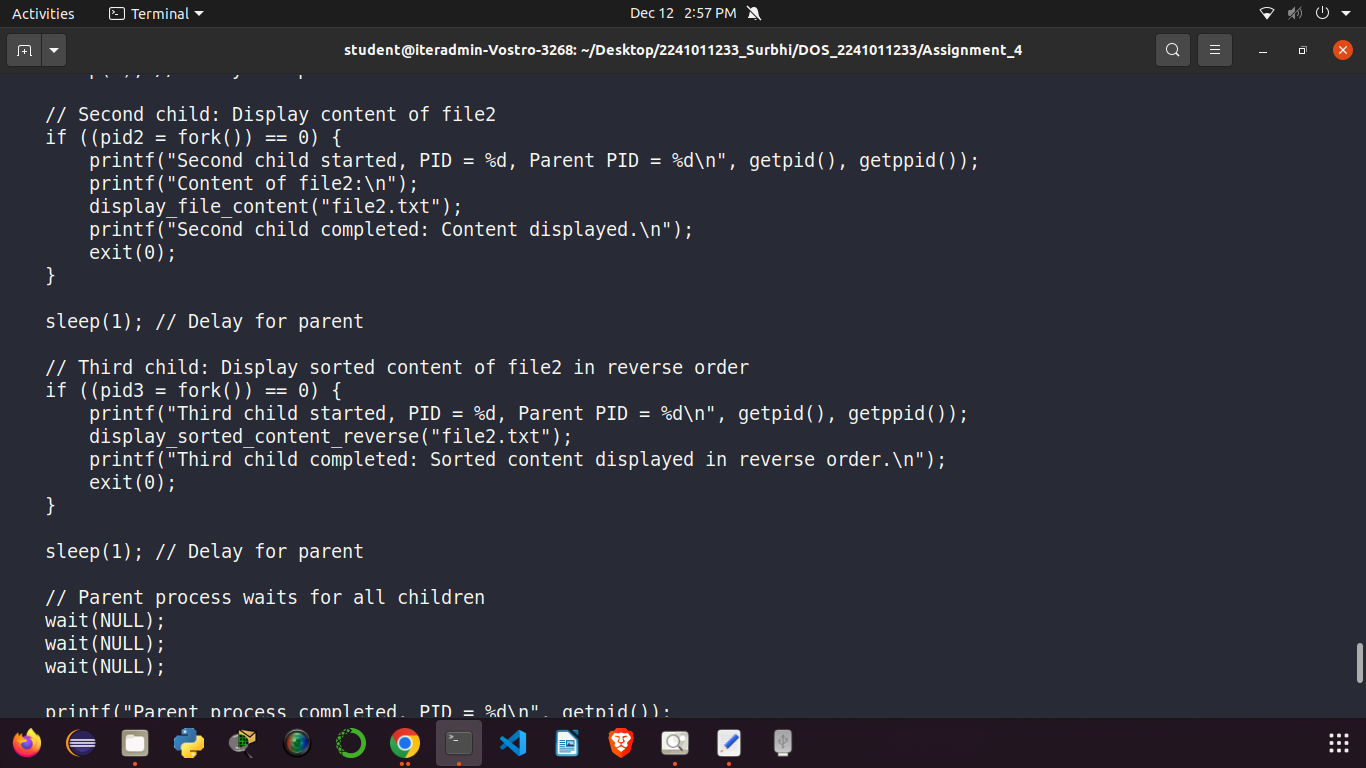 Activities Terminal Dec 12 2:57 PM
student@iteradmin-Vostro-3268: ~/Desktop/2241011233_Surbhi/DOS_2241011233/Assignment_4
// Second child: Display content of file2
if ((pid2 = fork()) == 0) {
    printf("Second child started, PID = %d, Parent PID = %d\n", getpid(), getppid());
    printf("Content of file2:\n");
    display_file_content("file2.txt");
    printf("Second child completed: Content displayed.\n");
    exit(0);
}
sleep(1); // Delay for parent
// Third child: Display sorted content of file2 in reverse order
if ((pid3 = fork()) == 0) {
    printf("Third child started, PID = %d, Parent PID = %d\n", getpid(), getppid());
    display_sorted_content_reverse("file2.txt");
    printf("Third child completed: Sorted content displayed in reverse order.\n");
    exit(0);
}
sleep(1); // Delay for parent
// Parent process waits for all children
wait(NULL);
wait(NULL);
wait(NULL);
printf("Parent process completed, PID = %d\n", getpid());